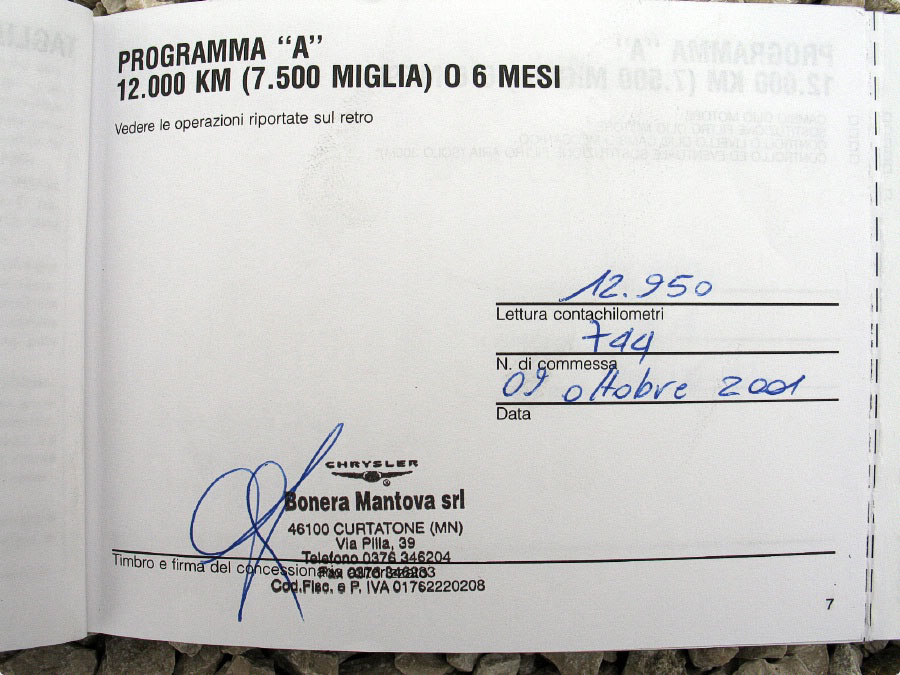 PROGRAMMA “A”
12.000 KM (7.500 MIGLIA) O 6 MESI
Vedere le operazioni riportate sul retro
12.950
Lettura contachilometri
744
N. di commessa
09 ottobre 2001
Data
CHRYSLER
Bonera Mantova srl
46100 CURTATONE (MN)
Via Pilla, 39
Telefono 0376 346204
Timbro e firma del concessionario
Fax
Cod.Fisc. e P. IVA 01762220208
7